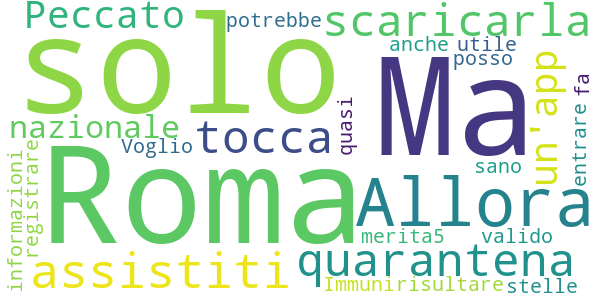 Peccato
potrebbe
scaricarla
solo
Ma
anche
utile
posso
un'app
fa
nazionale
Voglio
tocca
quasi
entrare
sano
Roma
Allora
informazioni
registrare
merita5
valido
assistiti
quarantena
Immunirisultare
stelle